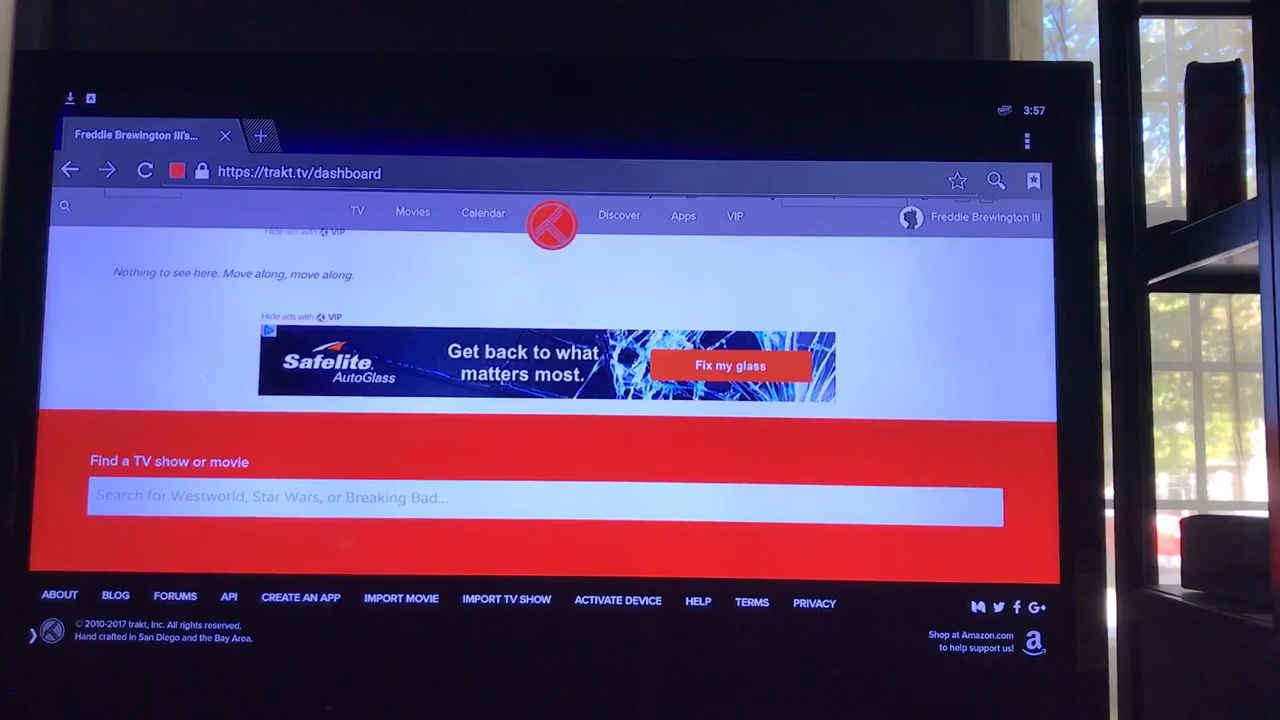 3:57
Freddie Brewington III's...
https://trakt.tv/dashboard
TV Movies Calendar Discover Apps VIP Freddie Brewington III
Hide ads with VIP
Nothing to see here. Move along, move along.
Hide ads with VIP
Safelite.
AutoGlass
Get back to what
matters most.
Fix my glass
Find a TV show or movie
Search for Westworld, Star Wars, or Breaking Bad...
ABOUT BLOG FORUMS API CREATE AN APP IMPORT MOVIE IMPORT TV SHOW ACTIVATE DEVICE HELP TERMS PRIVACY
© 2010-2017 trakt, inc. All rights reserved.
Hand crafted in San Diego and the Bay Area.
Shop at Amazon.com
to help support us!